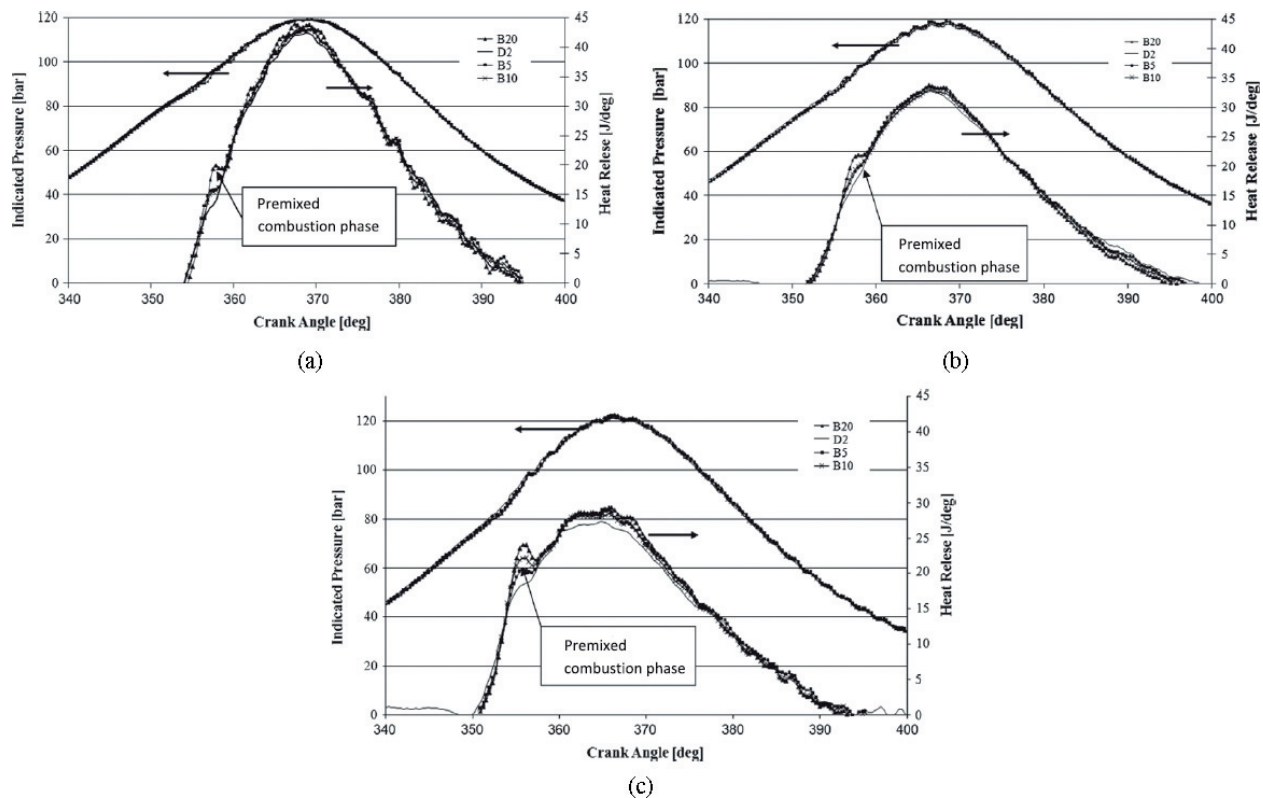 120
100
80
60
40
20
0
Indicated Pressure [bar]
45
40
35
30
25
20
15
10
5
0
Heat Relese [J/deg]
B20
D2
B5
B10
Premixed
combustion phase
340 350 360 370 380 390 400
Crank Angle [deg]
(a)
120
100
80
60
40
20
0
Indicated Pressure [bar]
45
40
35
30
25
20
15
10
5
0
Heat Release [J/deg]
B20
D2
B5
B10
Premixed
combustion phase
340 350 360 370 380 390 400
Crank Angle [deg]
(b)
120
100
80
60
40
20
0
Indicated Pressure [bar]
45
40
35
30
25
20
15
10
5
0
Heat Relese [J/deg]
B20
D2
B5
B10
Premixed
combustion phase
340 350 360 370 380 390 400
Crank Angle [deg]
(c)